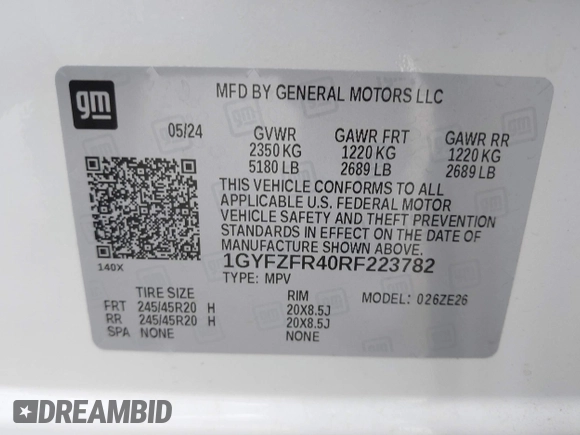 gm
MFD BY GENERAL MOTORS LLC
05/24 GVWR GAWR FRT GAWR RR
2350 KG 1220 KG 1220 KG
5180 LB 2689 LB 2689 LB
THIS VEHICLE CONFORMS TO ALL
APPLICABLE U.S. FEDERAL MOTOR
VEHICLE SAFETY AND THEFT PREVENTION
STANDARDS IN EFFECT ON THE DATE OF
MANUFACTURE SHOWN ABOVE.
140X 1GYFZFR40RF223782
TYPE: MPV
TIRE SIZE RIM MODEL: 026ZE26
FRT 245/45R20 H 20X8.5J
RR 245/45R20 H 20X8.5J
SPA NONE NONE
DREAMBID